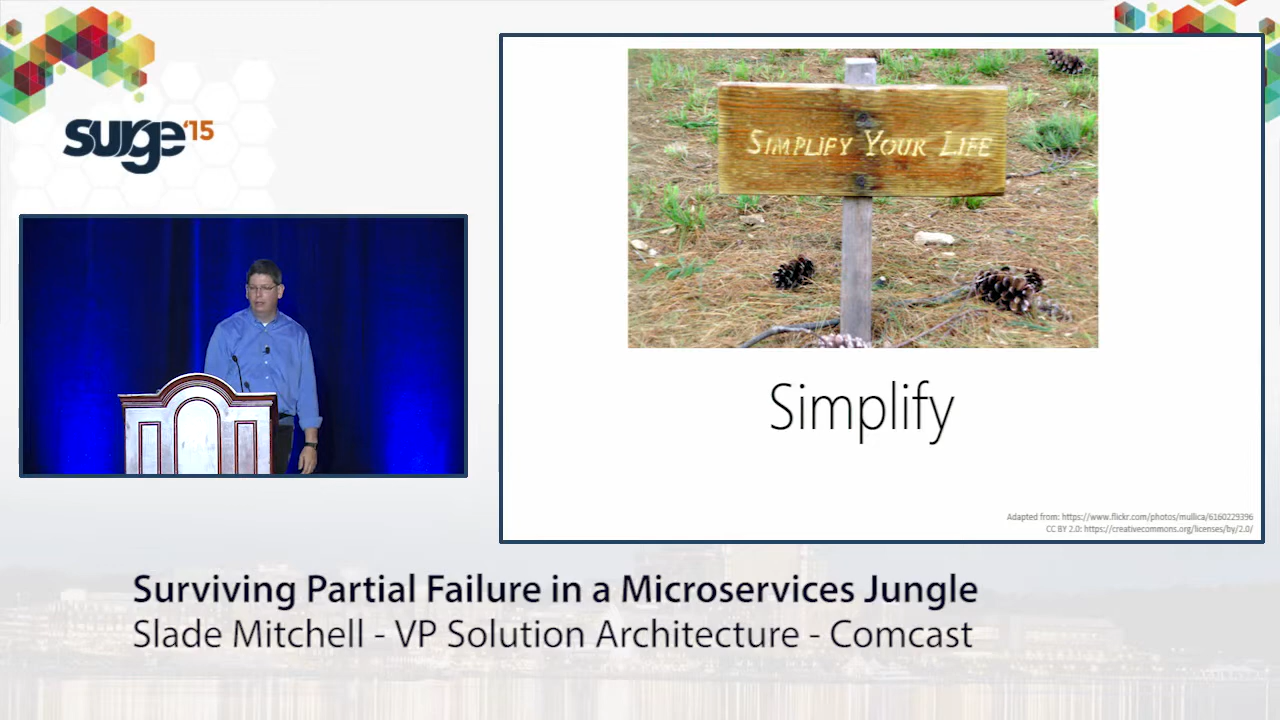 surge '15
SIMPLIFY YOUR LIFE
Simplify
Adapted from: https://www.flickr.com/photos/mullica/6160229396
CC BY 2.0: https://creativecommons.org/licenses/by/2.0/
Surviving Partial Failure in a Microservices Jungle
Slade Mitchell - VP Solution Architecture - Comcast